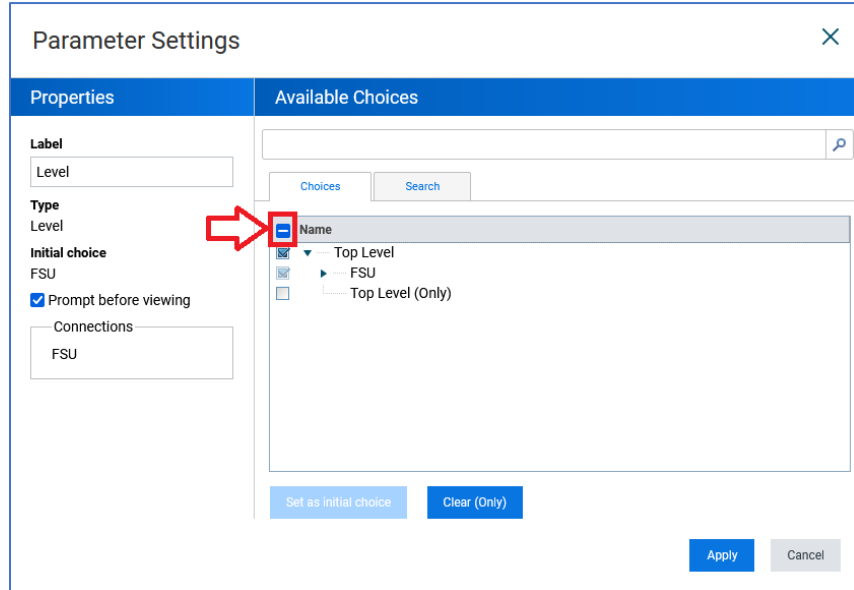 Parameter Settings
Properties
Available Choices
Label
Level
Type
Level
Initial choice
FSU
Prompt before viewing
Connections
FSU
Choices
Search
Name
Top Level
FSU
Top Level (Only)
Set as initial choice
Clear (Only)
Apply
Cancel